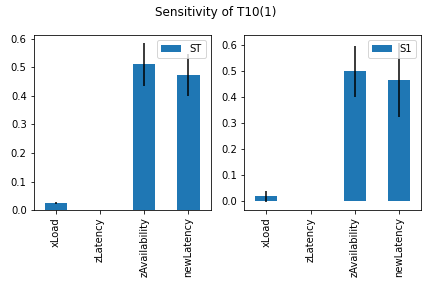 Sensitivity of T10(1)
0.6
0.5
0.4
0.3
0.2
0.1
0.0
ST
xLoad
zLatency
zAvailability
newLatency
0.6
0.5
0.4
0.3
0.2
0.1
0.0
S1
xLoad
zLatency
zAvailability
newLatency